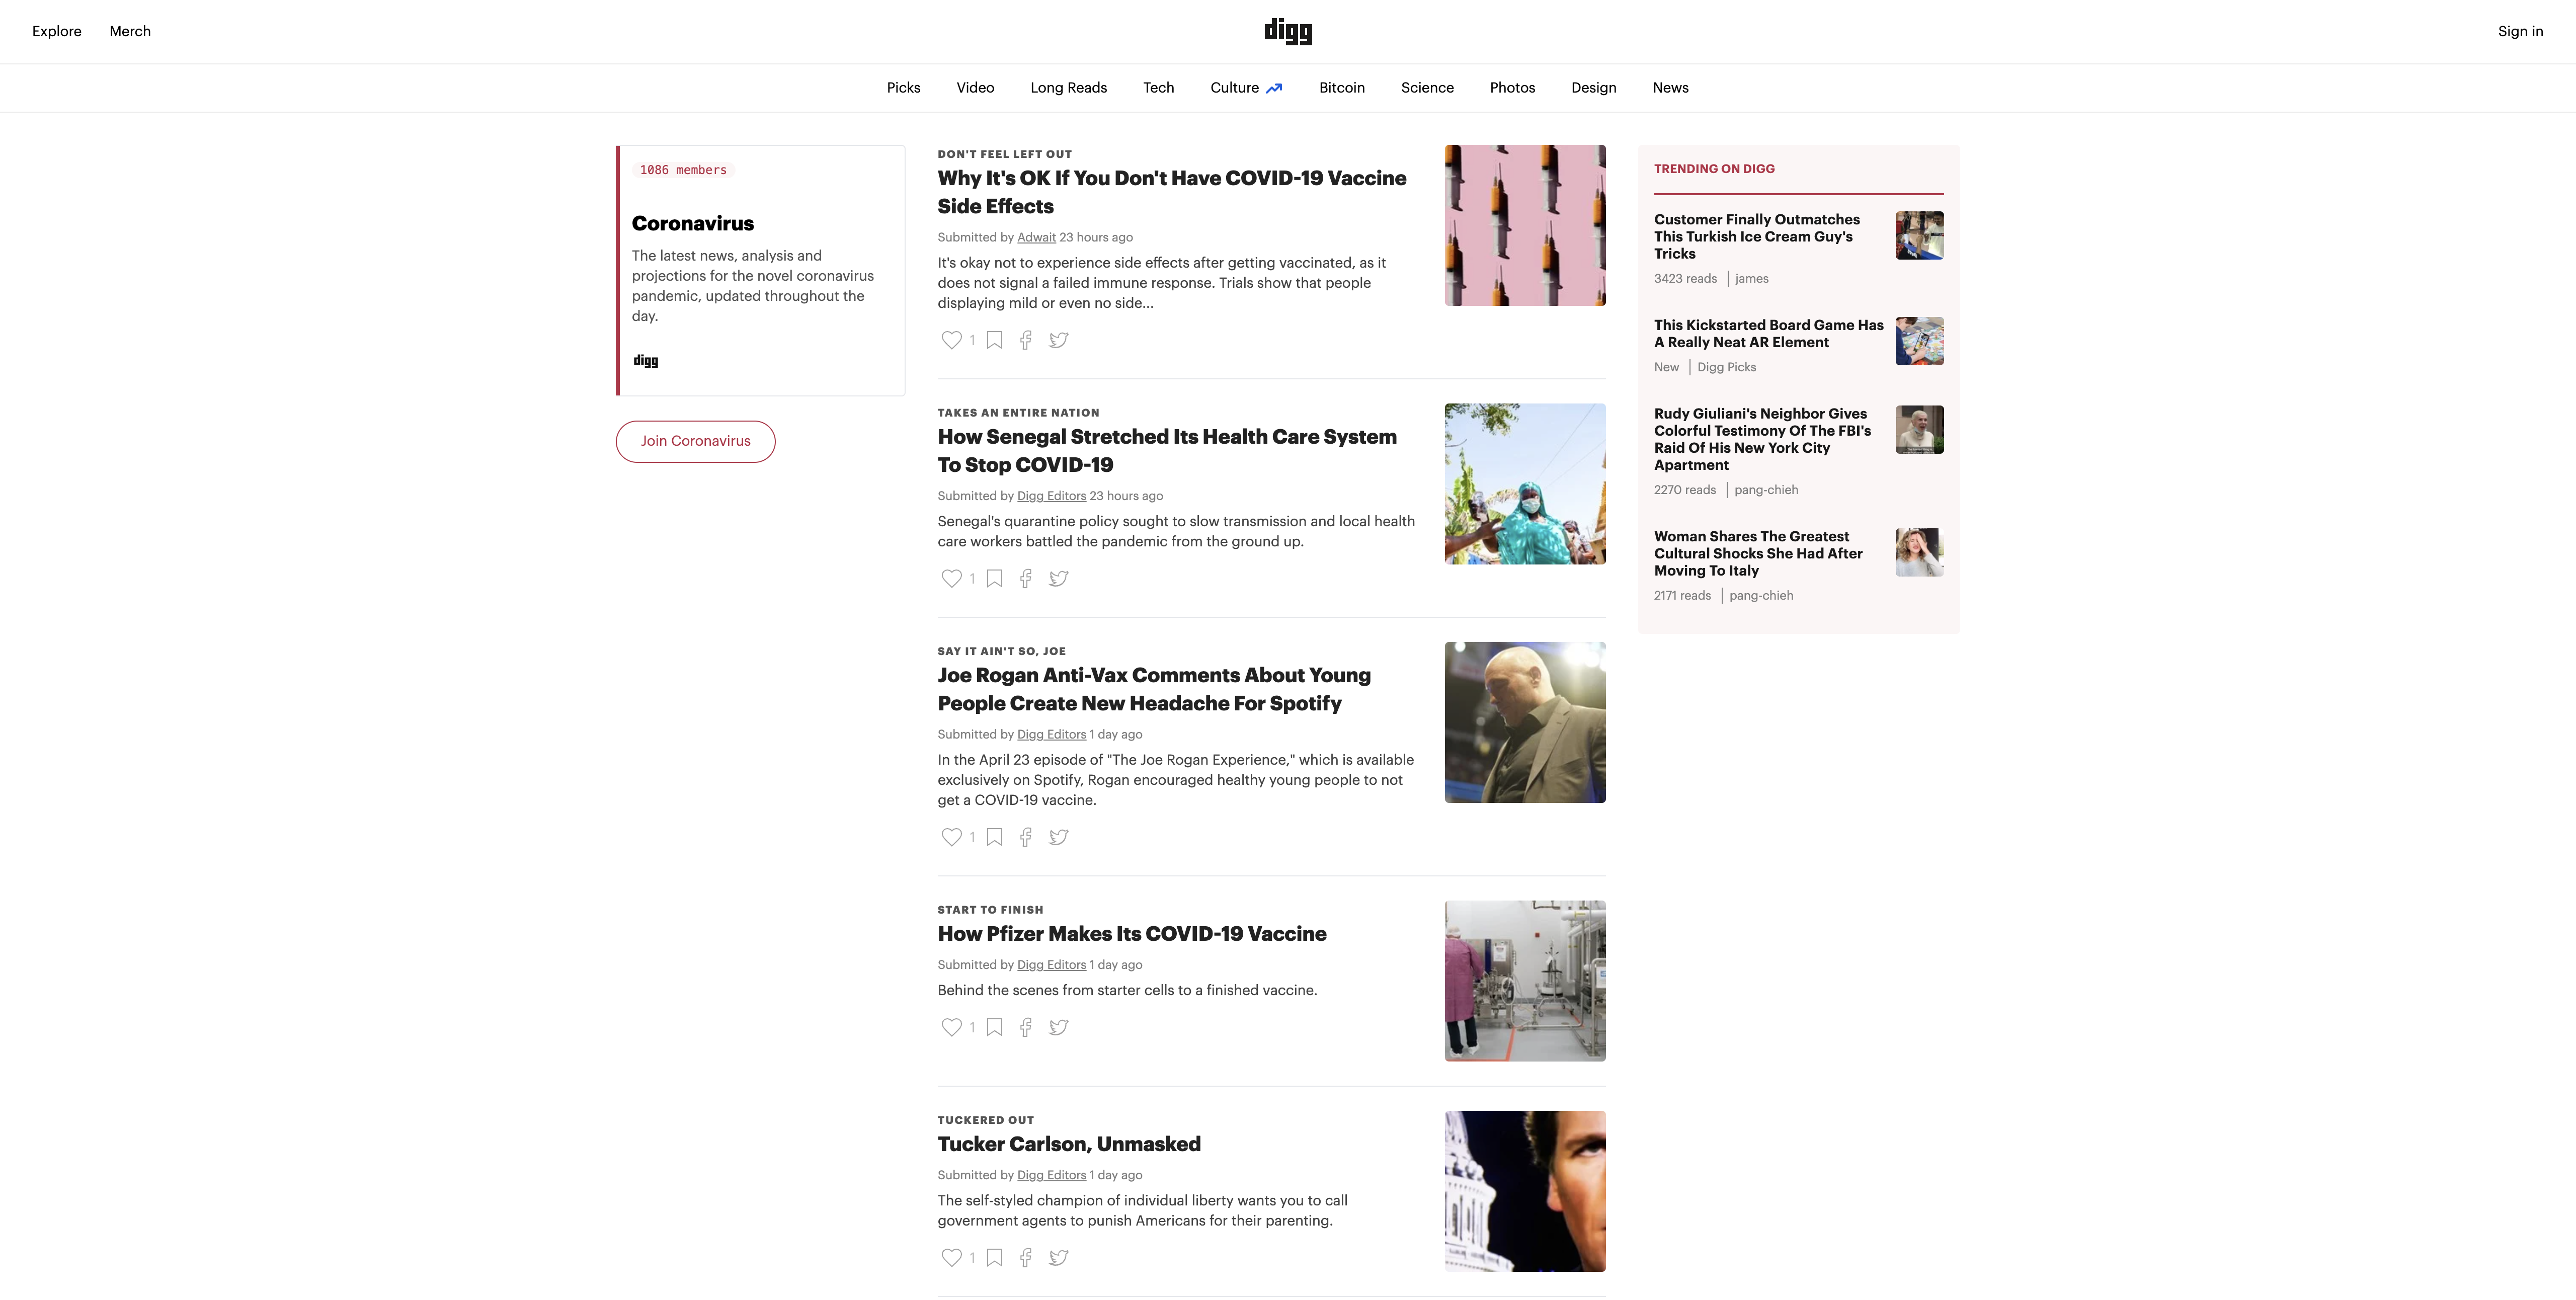 Explore Merch digg Sign in
Picks Video Long Reads Tech Culture Bitcoin Science Photos Design News
1086 members
Coronavirus
The latest news, analysis and
projections for the novel coronavirus
pandemic, updated throughout the
day.
digg
Join Coronavirus
DON'T FEEL LEFT OUT
Why It's OK If You Don't Have COVID-19 Vaccine
Side Effects
Submitted by Adwait 23 hours ago
It's okay not to experience side effects after getting vaccinated, as it
does not signal a failed immune response. Trials show that people
displaying mild or even no side...
1
TAKES AN ENTIRE NATION
How Senegal Stretched Its Health Care System
To Stop COVID-19
Submitted by Digg Editors 23 hours ago
Senegal's quarantine policy sought to slow transmission and local health
care workers battled the pandemic from the ground up.
1
SAY IT AIN'T SO, JOE
Joe Rogan Anti-Vax Comments About Young
People Create New Headache For Spotify
Submitted by Digg Editors 1 day ago
In the April 23 episode of "The Joe Rogan Experience," which is available
exclusively on Spotify, Rogan encouraged healthy young people to not
get a COVID-19 vaccine.
1
START TO FINISH
How Pfizer Makes Its COVID-19 Vaccine
Submitted by Digg Editors 1 day ago
Behind the scenes from starter cells to a finished vaccine.
1
TUCKERED OUT
Tucker Carlson, Unmasked
Submitted by Digg Editors 1 day ago
The self-styled champion of individual liberty wants you to call
government agents to punish Americans for their parenting.
1
TRENDING ON DIGG
Customer Finally Outmatches
This Turkish Ice Cream Guy's
Tricks
3423 reads | james
This Kickstarted Board Game Has
A Really Neat AR Element
New | Digg Picks
Rudy Giuliani's Neighbor Gives
Colorful Testimony Of The FBI's
Raid Of His New York City
Apartment
2270 reads | pang-chieh
Woman Shares The Greatest
Cultural Shocks She Had After
Moving To Italy
2171 reads | pang-chieh